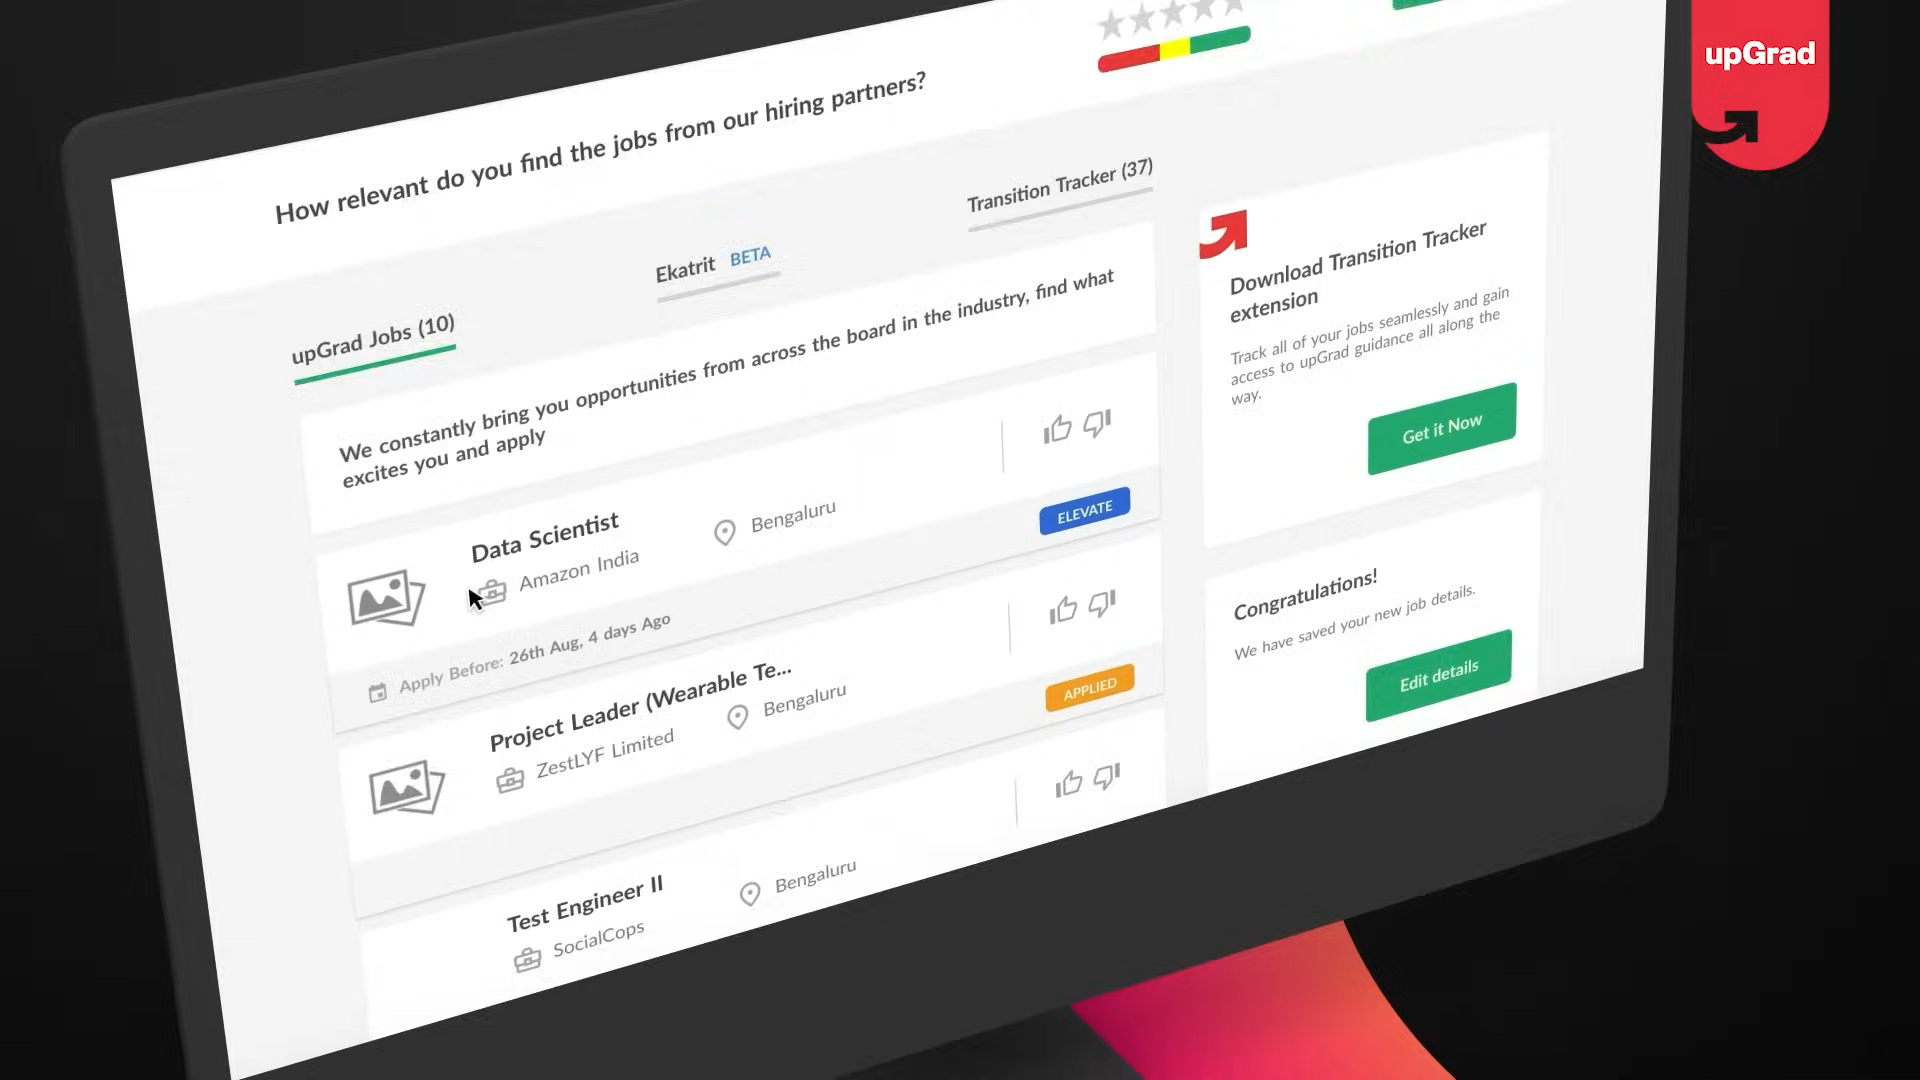 upGrad
How relevant do you find the jobs from our hiring partners?
upGrad Jobs (10)
Ekatrit BETA
Transition Tracker (37)
We constantly bring you opportunities from across the board in the industry, find what
excites you and apply
Data Scientist
Amazon India
Bengaluru
ELEVATE
Apply Before: 26th Aug, 4 days Ago
Project Leader (Wearable Te...
ZestLYF Limited
Bengaluru
APPLIED
Test Engineer II
SocialCops
Bengaluru
Download Transition Tracker
extension
Track all of your jobs seamlessly and gain
access to upGrad guidance all along the
way.
Get it Now
Congratulations!
We have saved your new job details.
Edit details